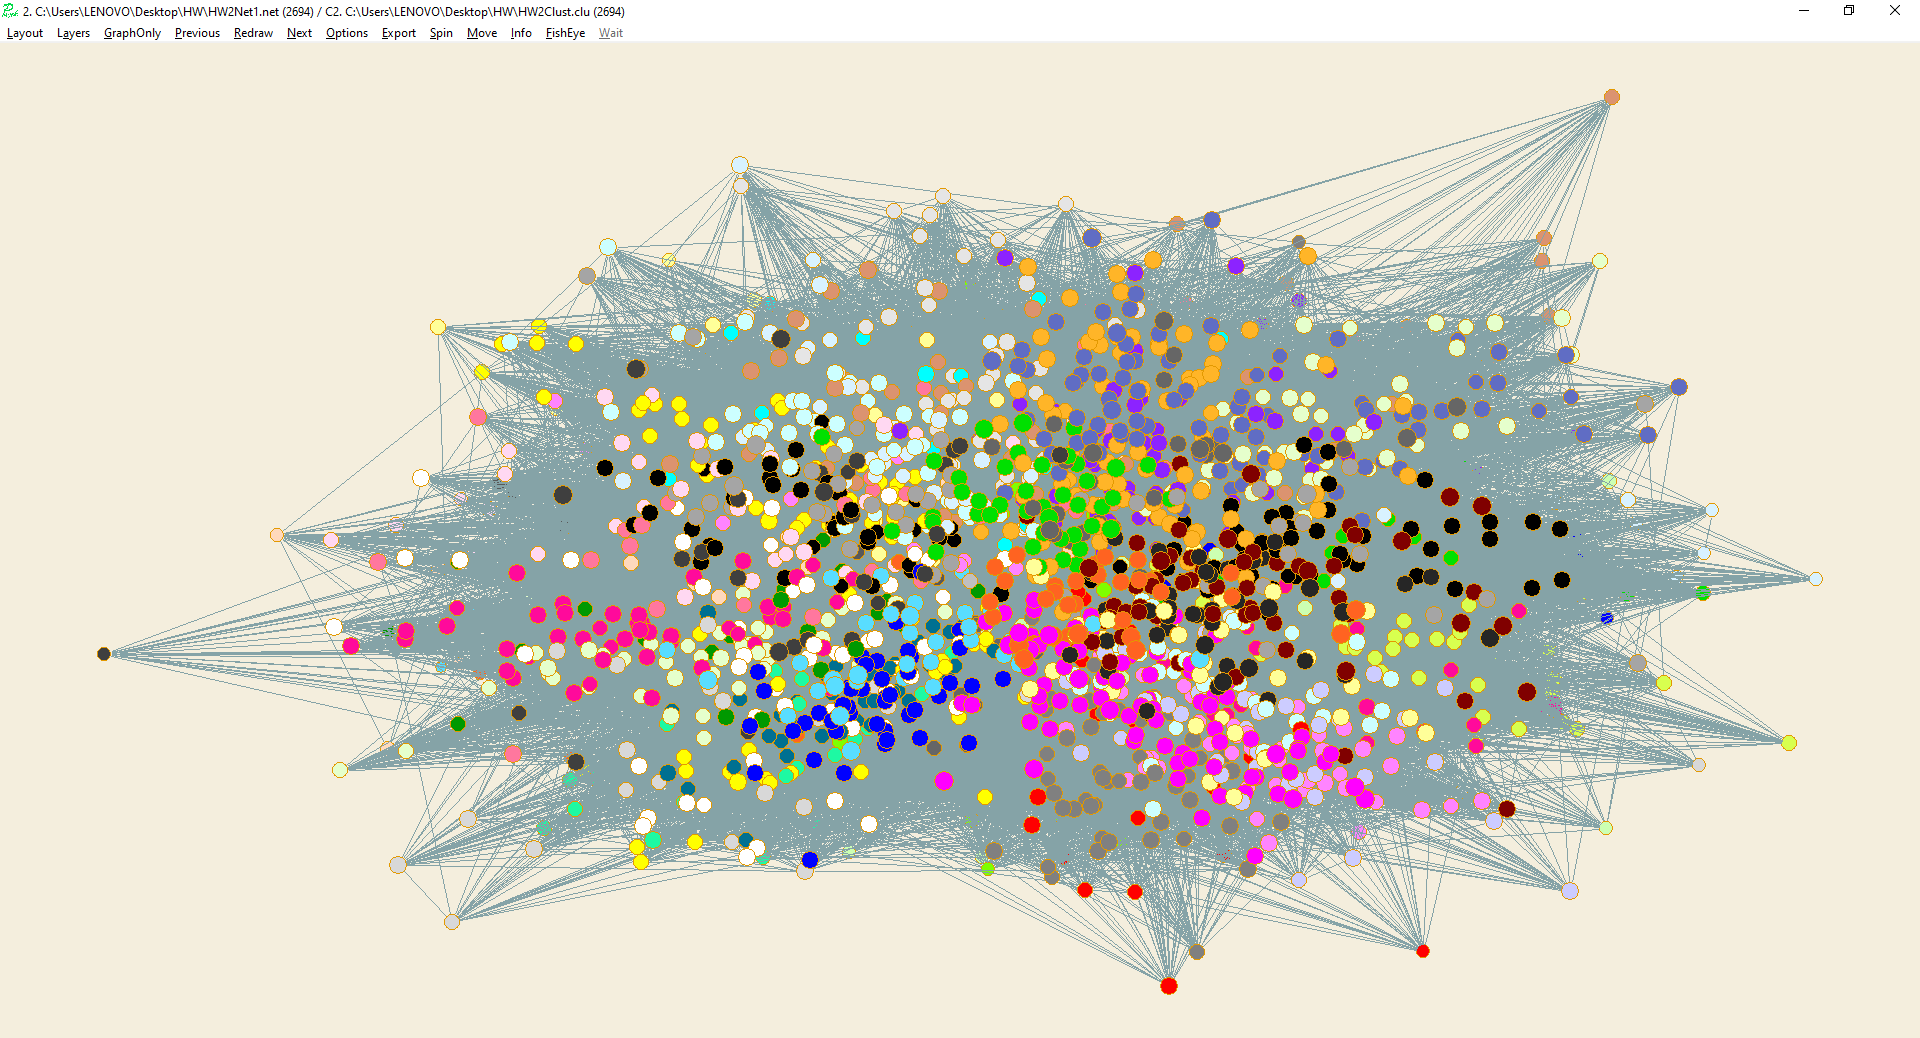 2. C:\Users\LENOVO\Desktop\HW\HW2Net1.net (2694) / C2. C:\Users\LENOVO\Desktop\HW\HW2Clust.clu (2694)
Layout Layers GraphOnly Previous Redraw Next Options Export Spin Move Info FishEye Wait